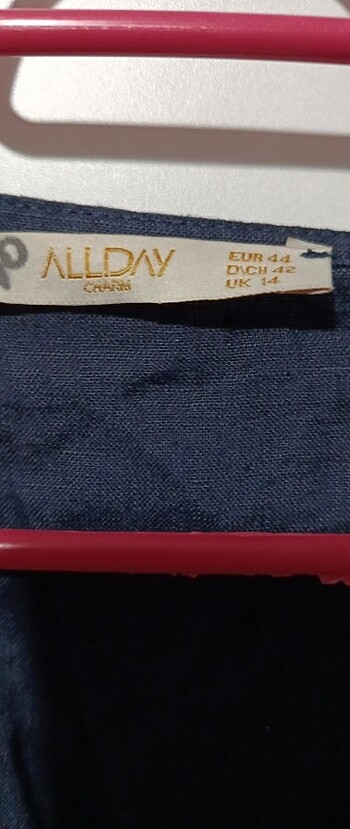 ALLDAY
CHARM
EUR 44
D\CH 42
UK 14